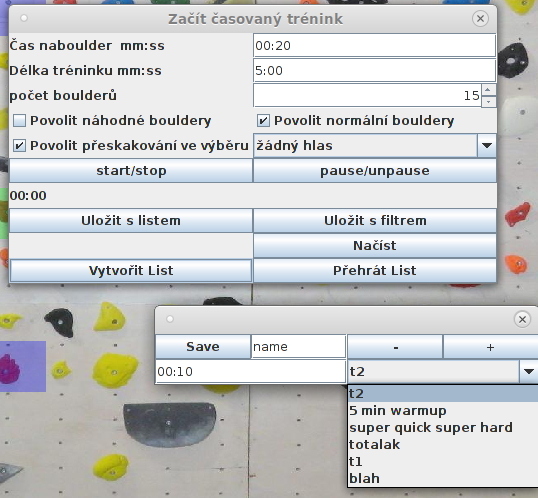 Začít časovaný trénink
Čas naboulder mm:ss 00:20
Délka tréninku mm:ss 5:00
počet boulderů 15
Povolit náhodné bouldery Povolit normální bouldery
Povolit přeskakování ve výběru žádný hlas
start/stop pause/unpause
00:00
Uložit s listem Uložit s filtrem
Načíst
Vytvořit List Přehrát List
Save name - +
00:10 t2
t2
5 min warmup
super quick super hard
totalak
t1
blah